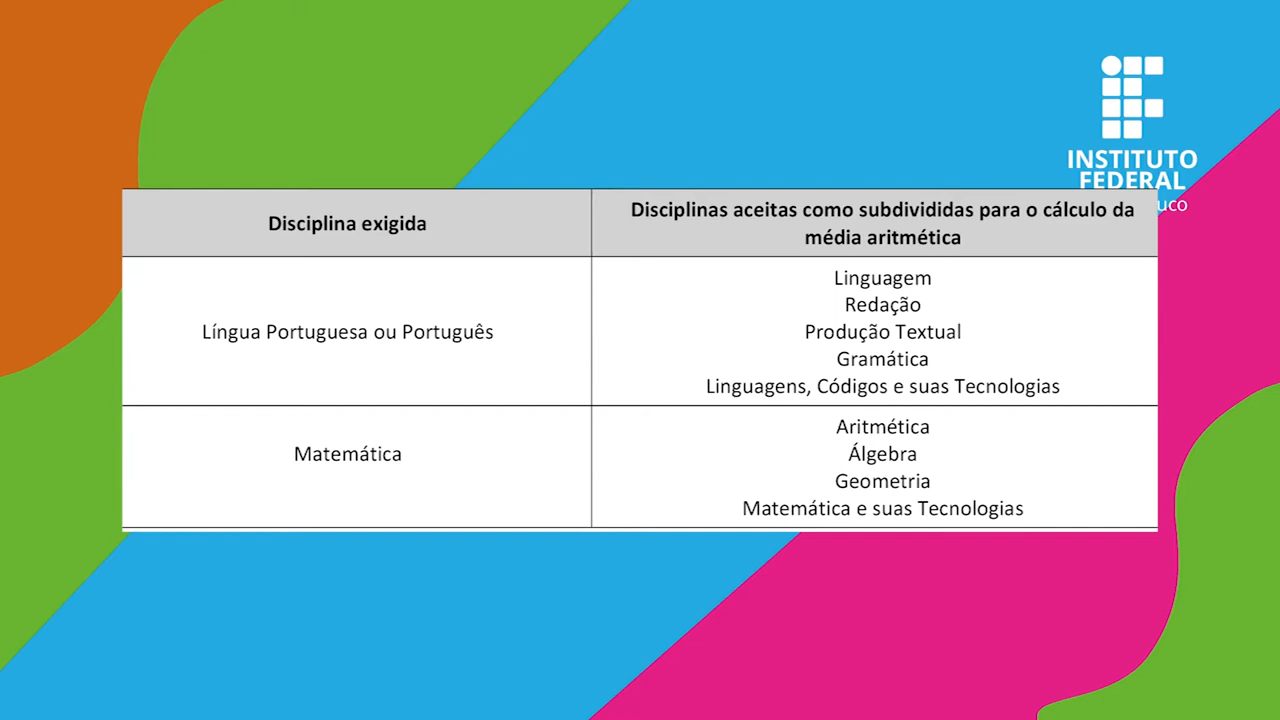 INSTITUTO
FEDERAL
Disciplina exigida
Disciplinas aceitas como subdivididas para o cálculo da
média aritmética
Língua Portuguesa ou Português
Linguagem
Redação
Produção Textual
Gramática
Linguagens, Códigos e suas Tecnologias
Matemática
Aritmética
Álgebra
Geometria
Matemática e suas Tecnologias